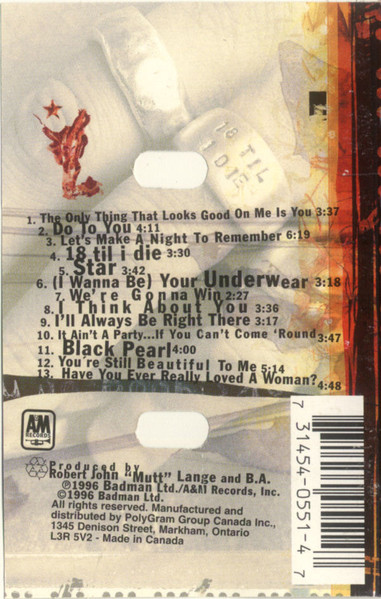 18 TIL
I DIE
1. The Only Thing That Looks Good On Me Is You 3:37
2. Do To You 4:11
3. Let's Make A Night To Remember 6:19
4. 18 til i die 3:30
5. Star 3:42
6. (I Wanna Be) Your Underwear 3:18
7. We're Gonna Win 2:27
8. I Think About You 3:36
9. I'll Always Be Right There 3:17
10. It Ain't A Party...If You Can't Come 'Round 3:47
11. Black Pearl 4:00
12. You're Still Beautiful To Me 5:14
13. Have You Ever Really Loved A Woman? 4:48
A&M
RECORDS
Produced by
Robert John "Mutt" Lange and B.A.
℗1996 Badman Ltd./A&M Records, Inc.
©1996 Badman Ltd.
All rights reserved. Manufactured and
distributed by PolyGram Group Canada Inc.,
1345 Denison Street, Markham, Ontario
L3R 5V2 - Made in Canada
7 31454-0551-4 7